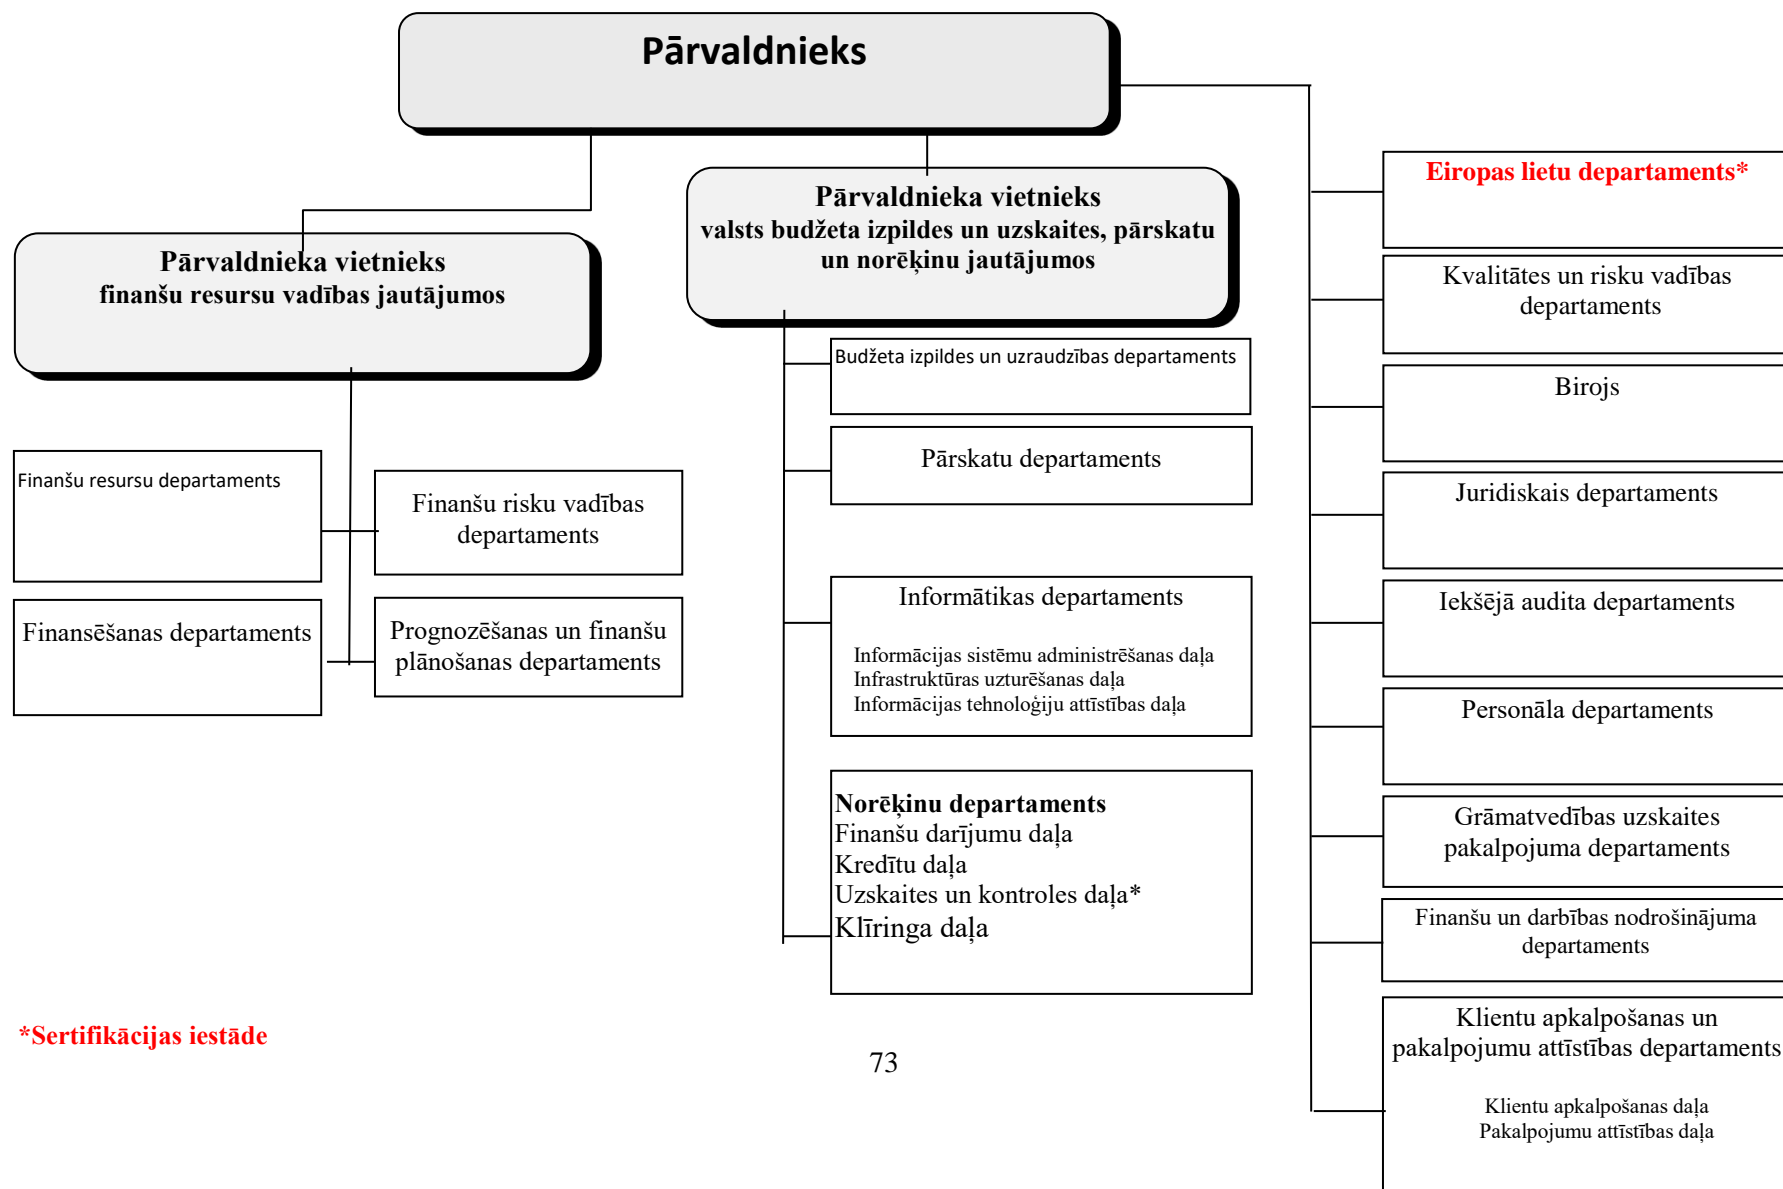 Pārvaldnieks
Pārvaldnieka vietnieks
finanšu resursu vadības jautājumos
Finanšu resursu departaments
Finanšu risku vadības
departaments
Finansēšanas departaments
Prognozēšanas un finanšu
plānošanas departaments
Pārvaldnieka vietnieks
valsts budžeta izpildes un uzskaites, pārskatu
un norēķinu jautājumos
Budžeta izpildes un uzraudzības departaments
Pārskatu departaments
Informātikas departaments
Informācijas sistēmu administrēšanas daļa
Infrastruktūras uzturēšanas daļa
Informācijas tehnoloģiju attīstības daļa
Norēķinu departaments
Finanšu darījumu daļa
Kredītu daļa
Uzskaites un kontroles daļa*
Klīringa daļa
Eiropas lietu departaments*
Kvalitātes un risku vadības
departaments
Birojs
Juridiskais departaments
Iekšējā audita departaments
Personāla departaments
Grāmatvedības uzskaites
pakalpojuma departaments
Finanšu un darbības nodrošinājuma
departaments
Klientu apkalpošanas un
pakalpojumu attīstības departaments
Klientu apkalpošanas daļa
Pakalpojumu attīstības daļa
*Sertifikācijas iestāde
73